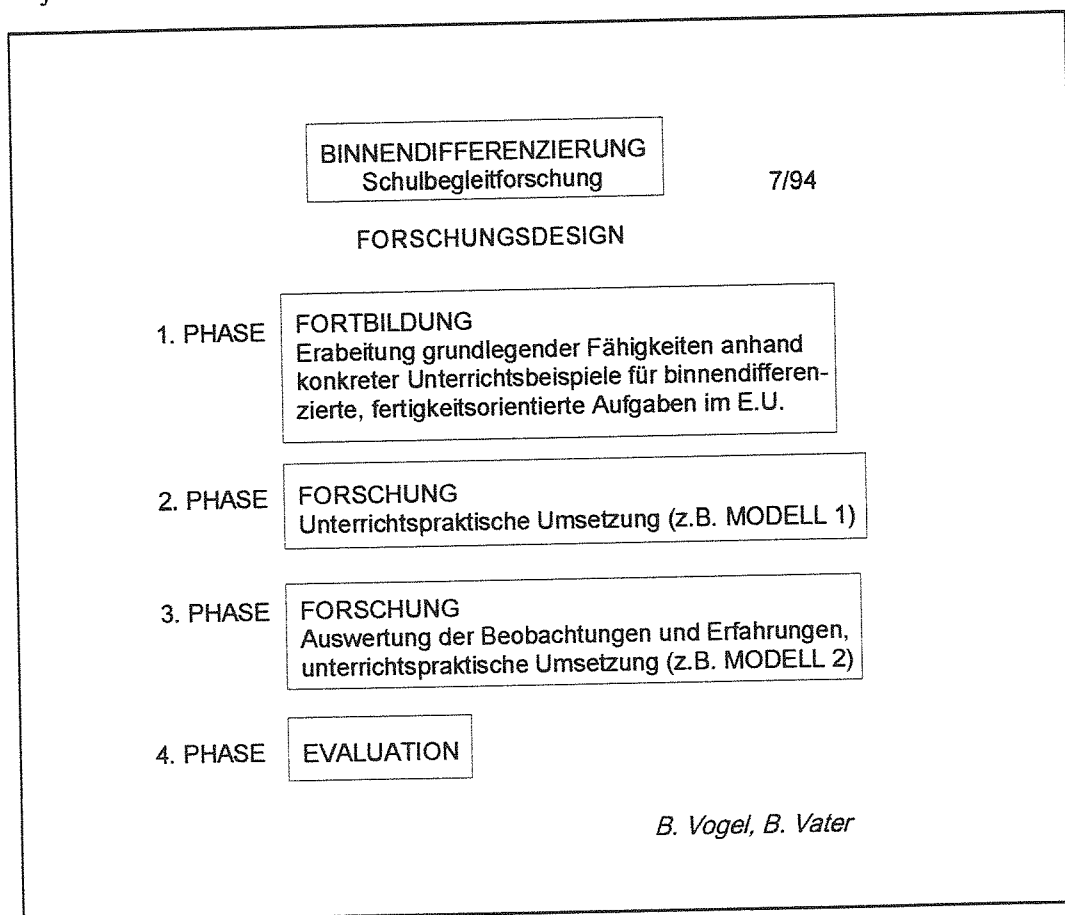 BINNENDIFFERENZIERUNG
Schulbegleitforschung
7/94
FORSCHUNGSDESIGN
1. PHASE
FORTBILDUNG
Erabeitung grundlegender Fähigkeiten anhand
konkreter Unterrichtsbeispiele für binnendifferen-
zierte, fertigkeitsorientierte Aufgaben im E.U.
2. PHASE
FORSCHUNG
Unterrichtspraktische Umsetzung (z.B. MODELL 1)
3. PHASE
FORSCHUNG
Auswertung der Beobachtungen und Erfahrungen,
unterrichtspraktische Umsetzung (z.B. MODELL 2)
4. PHASE
EVALUATION
B. Vogel, B. Vater